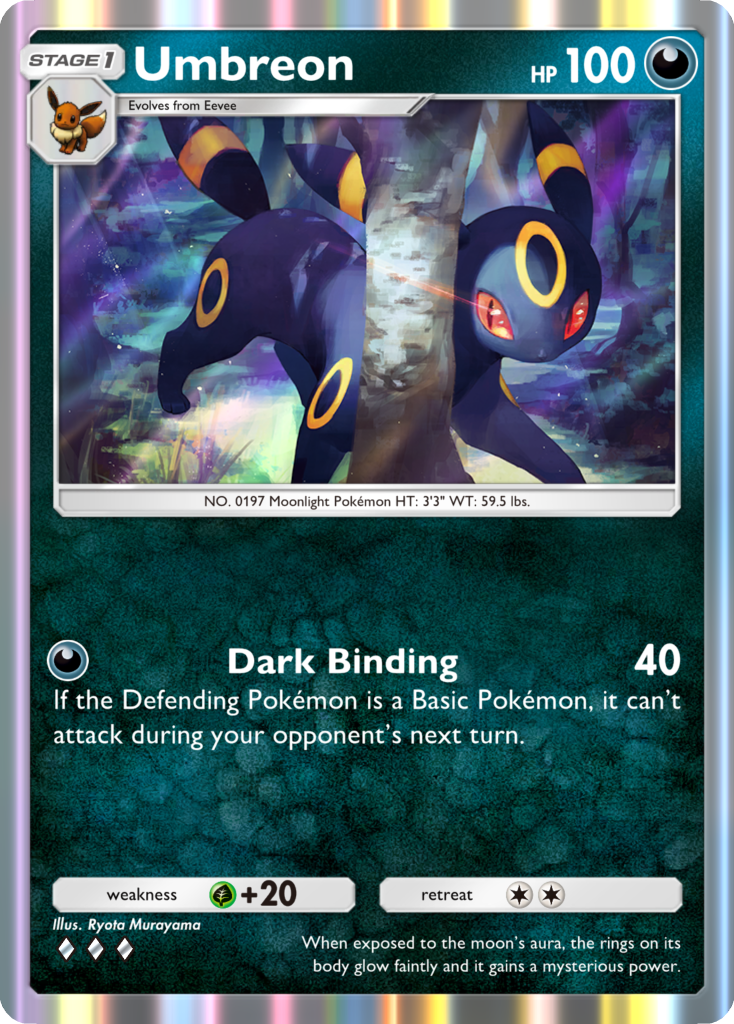 STAGE 1
Umbreon
HP 100
Evolves from Eevee
NO. 0197 Moonlight Pokémon HT: 3'3" WT: 59.5 lbs.
Dark Binding 40
If the Defending Pokémon is a Basic Pokémon, it can't
attack during your opponent's next turn.
weakness +20
retreat
Illus. Ryota Murayama
When exposed to the moon's aura, the rings on its
body glow faintly and it gains a mysterious power.